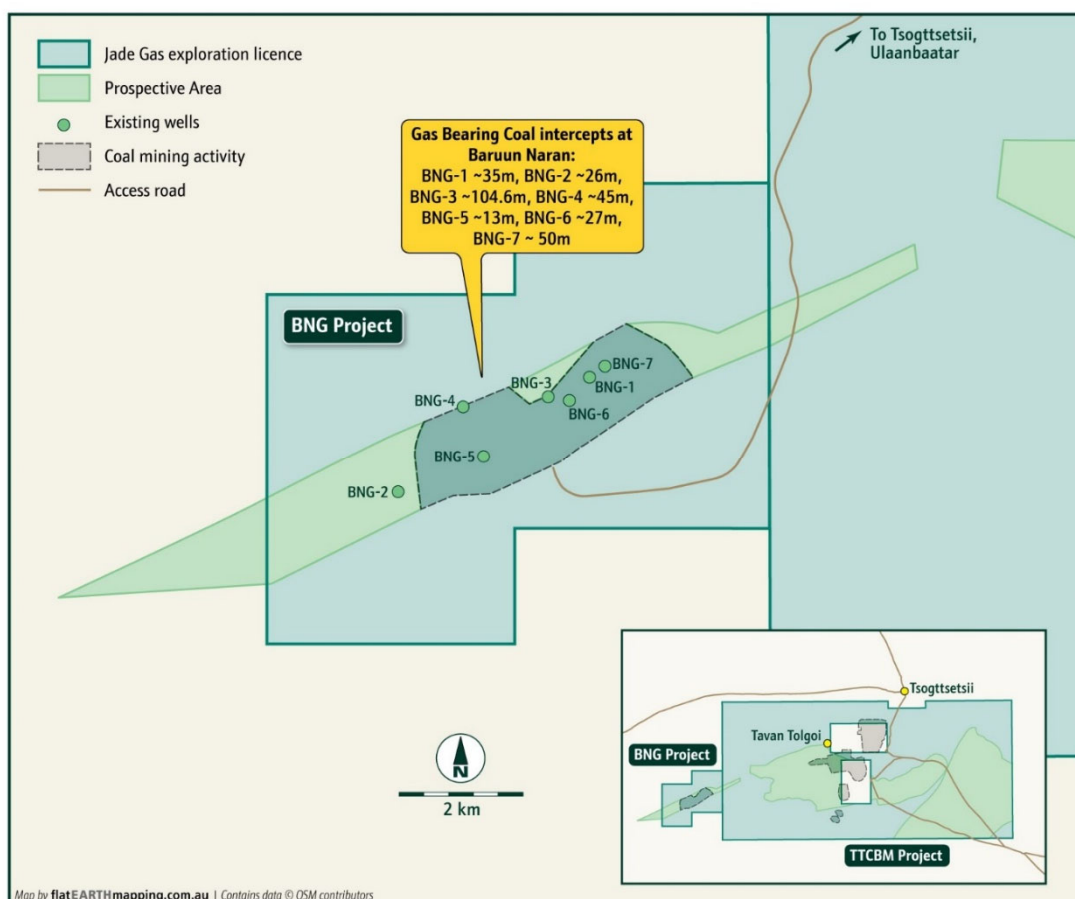 Jade Gas exploration licence
Prospective Area
Existing wells
Coal mining activity
Access road
To Tsogttsetsii,
Ulaanbaatar
Gas Bearing Coal intercepts at
Baruun Naran:
BNG-1 ~35m, BNG-2 ~26m,
BNG-3 ~104.6m, BNG-4 ~45m,
BNG-5 ~13m, BNG-6 ~27m,
BNG-7 ~ 50m
BNG Project
BNG-7
BNG-3
BNG-1
BNG-4
BNG-6
BNG-5
BNG-2
N
2 km
Tsogttsetsii
Tavan Tolgoi
BNG Project
TTCBM Project
Map by flatEARTHmapping.com.au | Contains data © OSM contributors